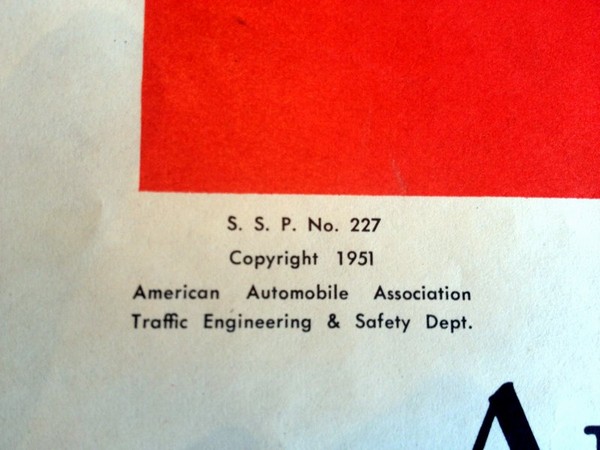 S. S. P. No. 227
Copyright 1951
American Automobile Association
Traffic Engineering & Safety Dept.
A